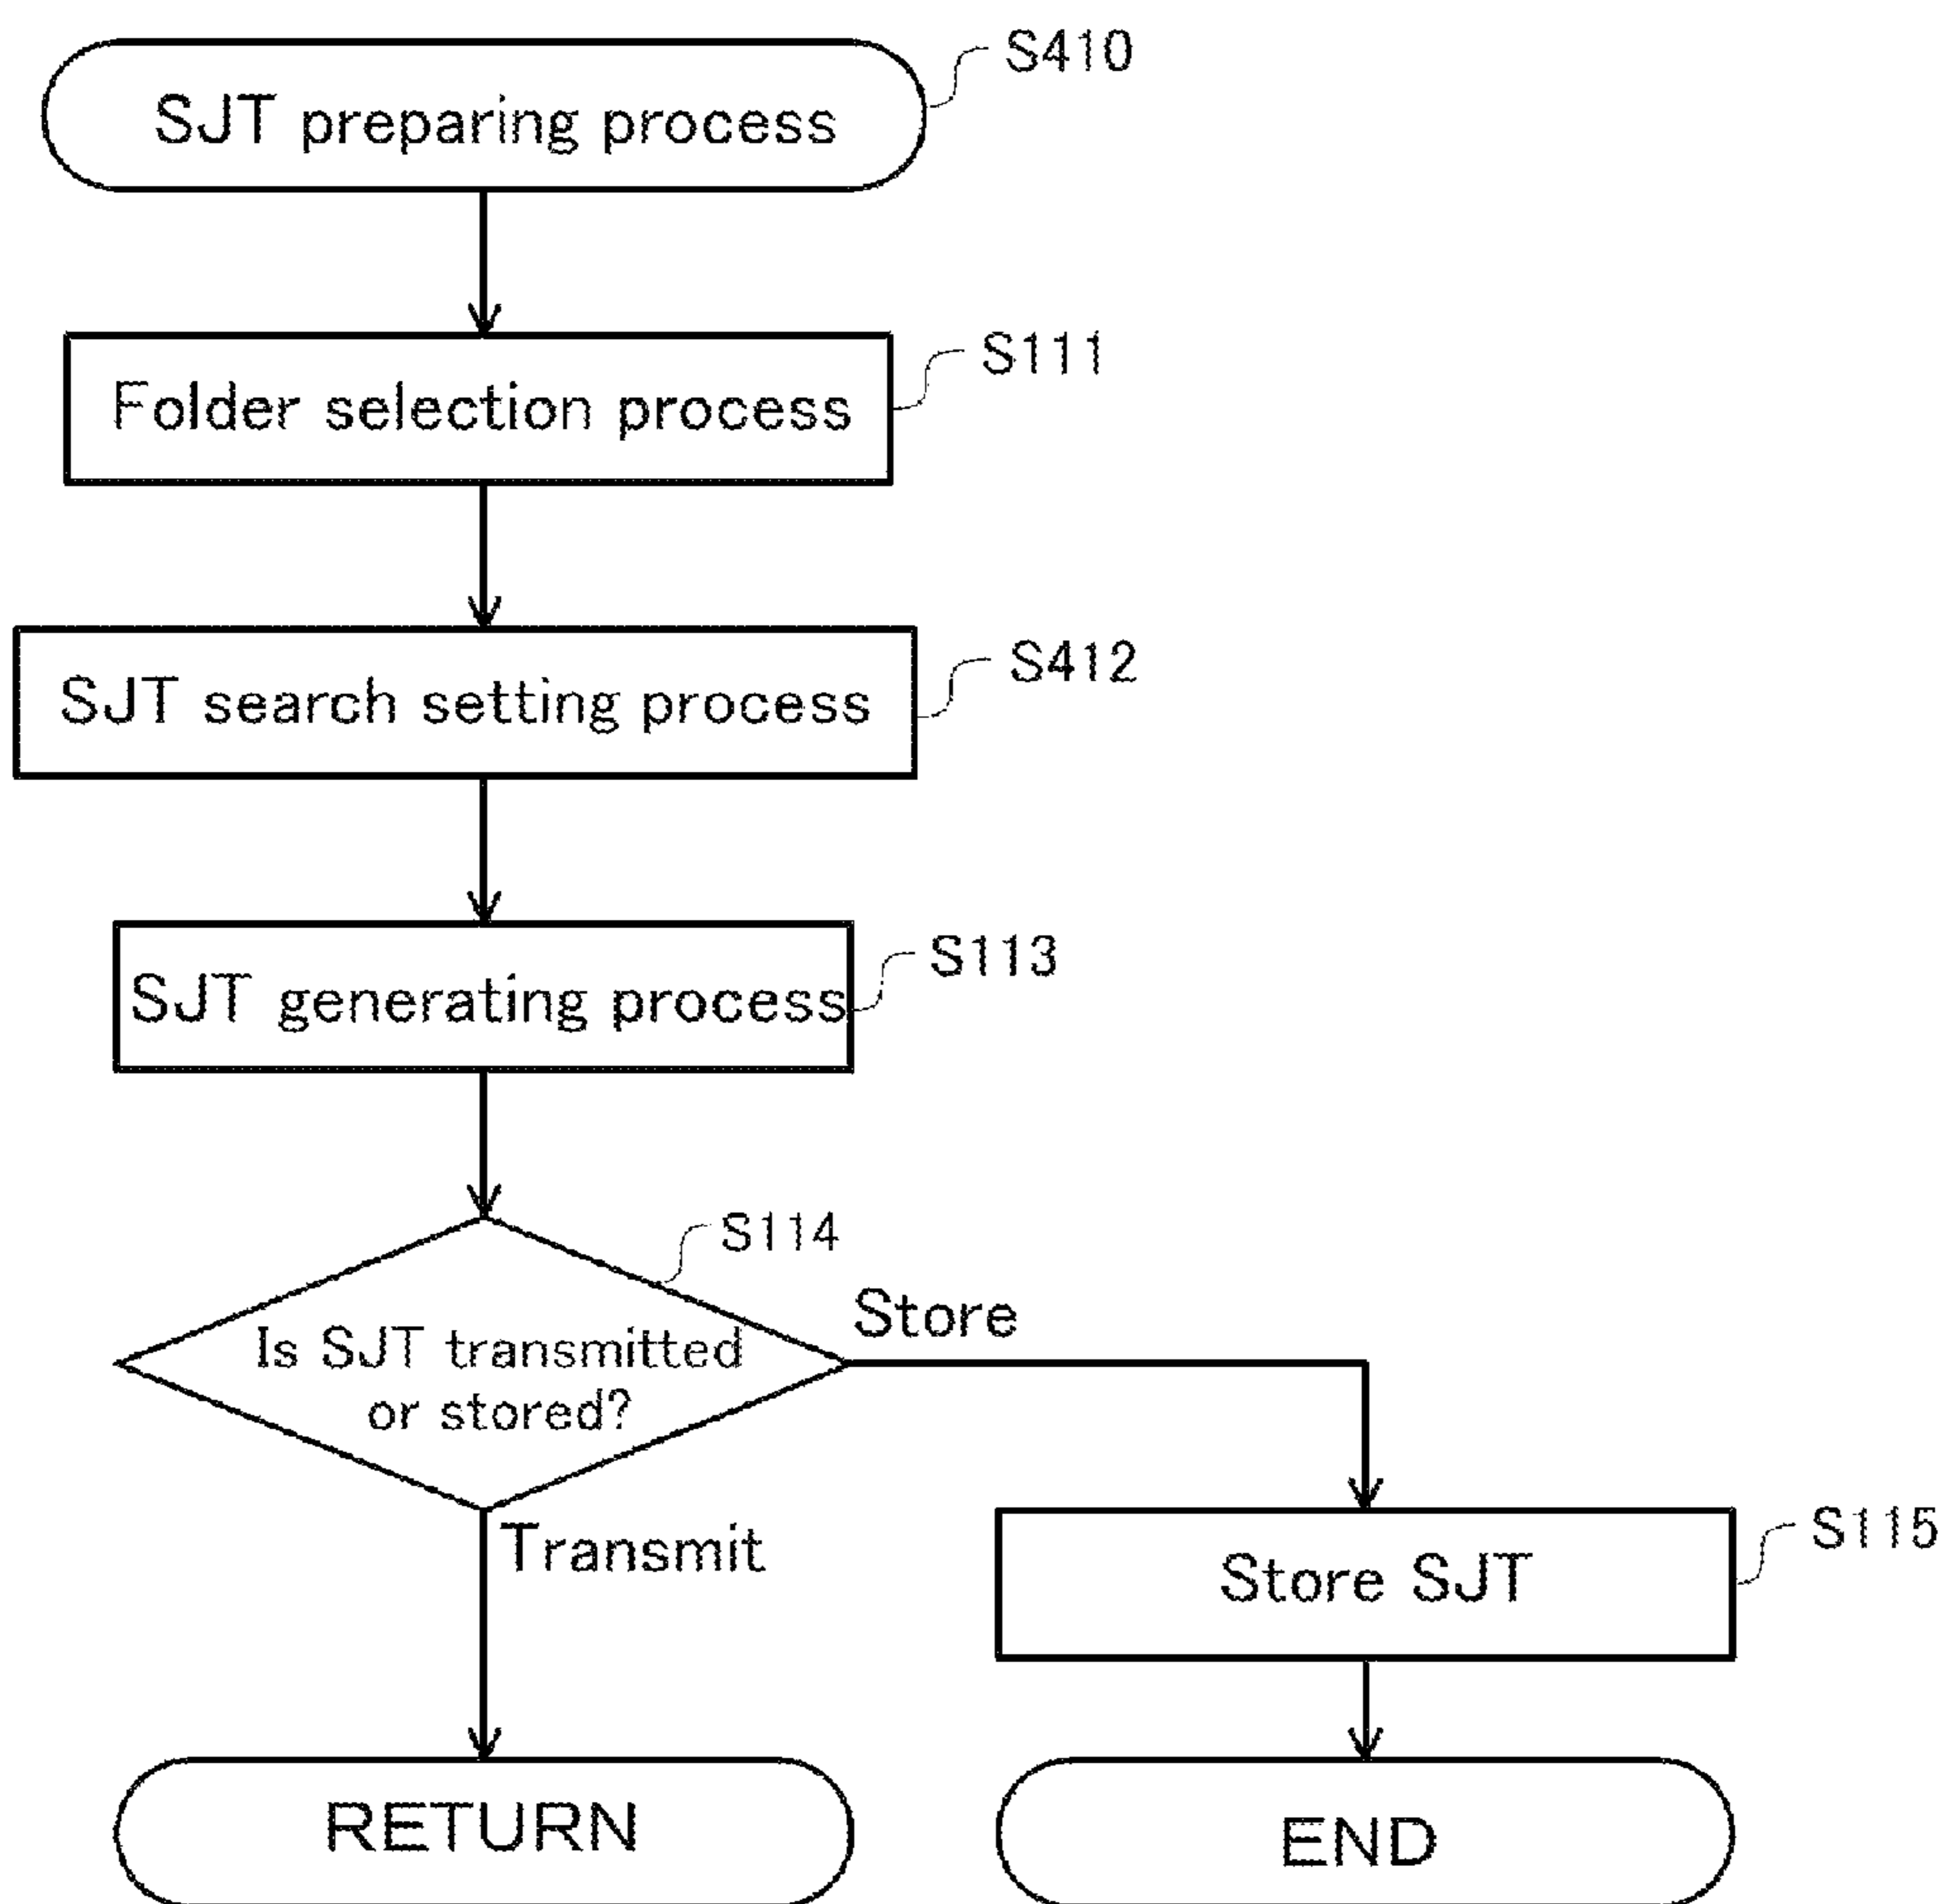 S410
SJT preparing process
S111
Folder selection process
S412
SJT search setting process
S113
SJT generating process
S114
Store
Is SJT transmitted
or stored?
Transmit
S115
Store SJT
RETURN
END